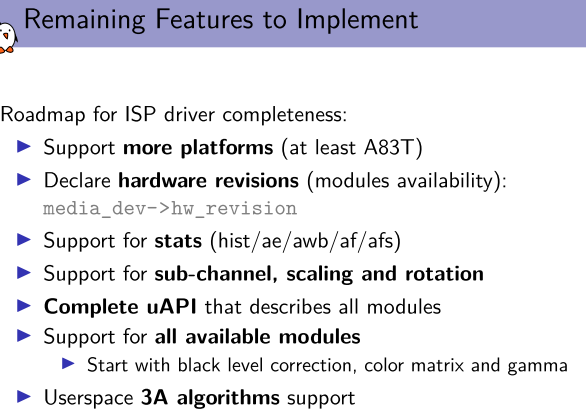 Remaining Features to Implement
Roadmap for ISP driver completeness:
▶ Support more platforms (at least A83T)
▶ Declare hardware revisions (modules availability):
media_dev->hw_revision
▶ Support for stats (hist/ae/awb/af/afs)
▶ Support for sub-channel, scaling and rotation
▶ Complete uAPI that describes all modules
▶ Support for all available modules
▶ Start with black level correction, color matrix and gamma
▶ Userspace 3A algorithms support